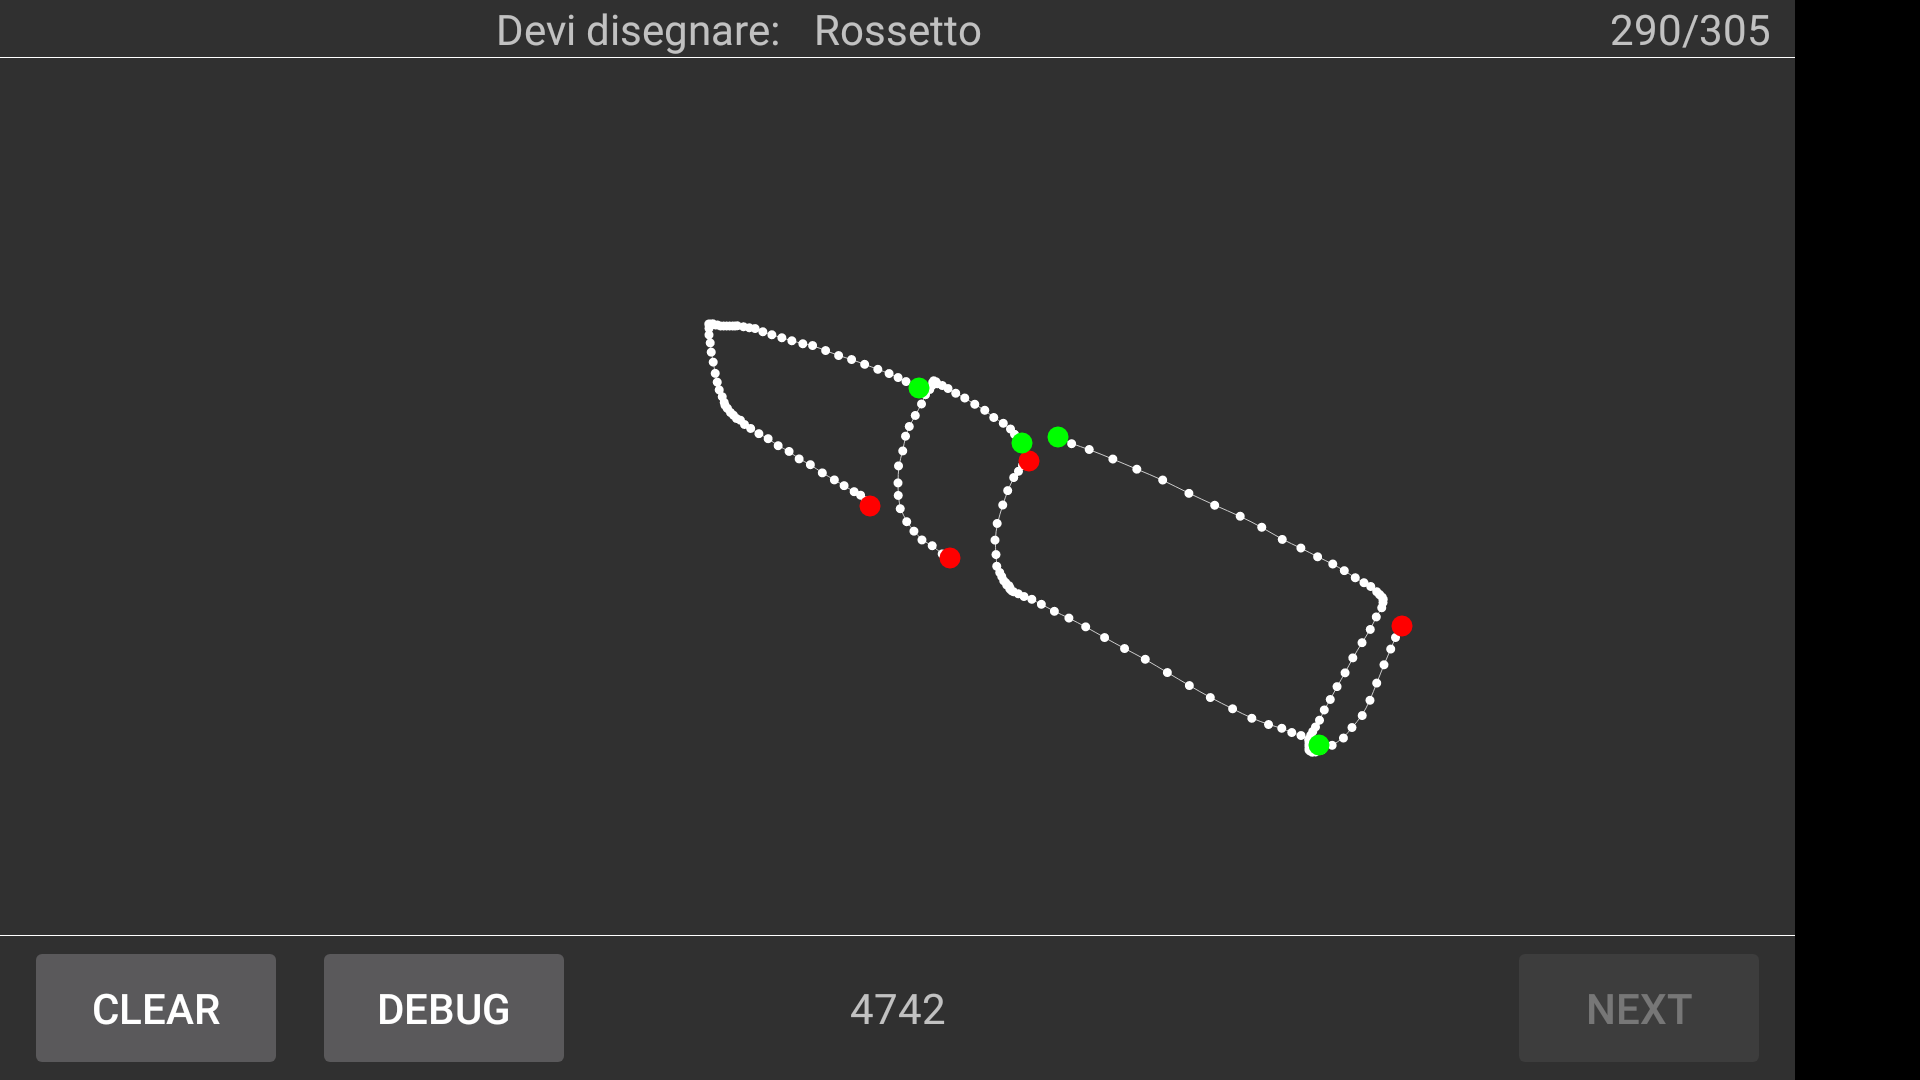 Devi disegnare: Rossetto
290/305
CLEAR
DEBUG
4742
NEXT